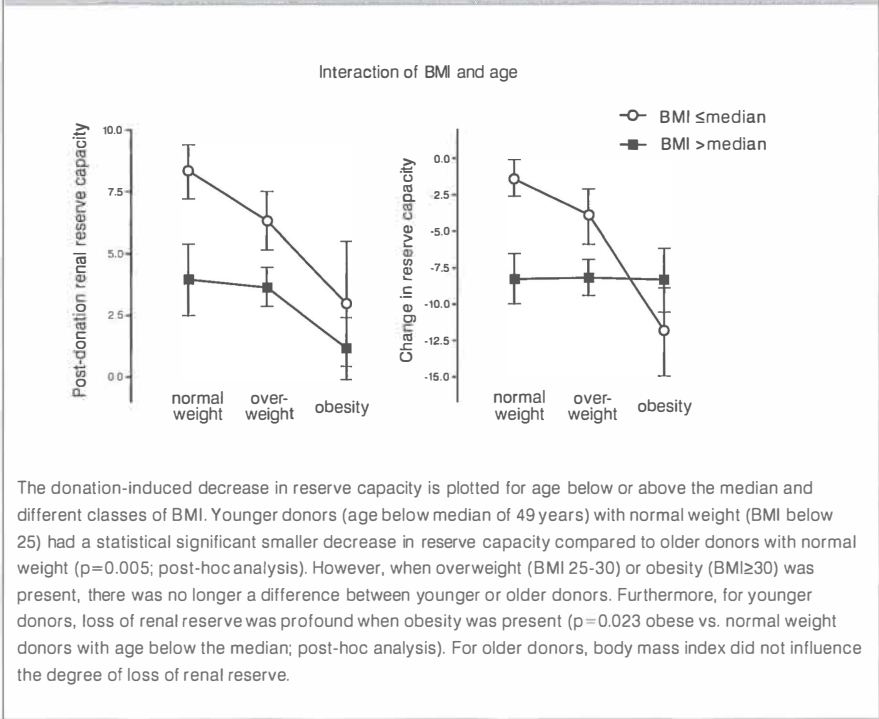 Interaction of BMI and age
BMI ≤median
BMI >median
Post-donation renal reserve capacity
10.0
7.5
5.0
2.5
0.0
normal
weight
over-
weight
obesity
Change in reserve capacity
0.0
-2.5
-5.0
-7.5
-10.0
-12.5
-15.0
normal
weight
over-
weight
obesity
The donation-induced decrease in reserve capacity is plotted for age below or above the median and
different classes of BMI. Younger donors (age below median of 49 years) with normal weight (BMI below
25) had a statistical significant smaller decrease in reserve capacity compared to older donors with normal
weight (p=0.005; post-hoc analysis). However, when overweight (BMI 25-30) or obesity (BMI≥30) was
present, there was no longer a difference between younger or older donors. Furthermore, for younger
donors, loss of renal reserve was profound when obesity was present (p=0.023 obese vs. normal weight
donors with age below the median; post-hoc analysis). For older donors, body mass index did not influence
the degree of loss of renal reserve.